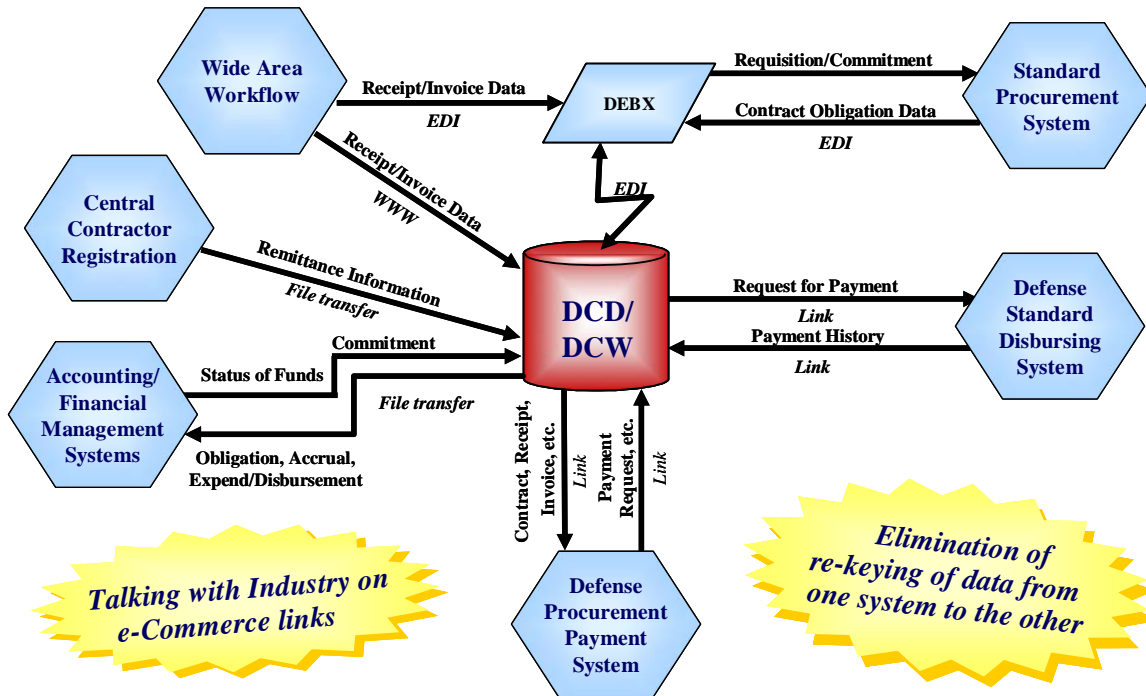 Wide Area
Workflow
Receipt/Invoice Data
EDI
DEBX
Requisition/Commitment
Contract Obligation Data
EDI
Standard
Procurement
System
Receipt/Invoice Data
WWW
EDI
Central
Contractor
Registration
Remittance Information
File transfer
DCD/
DCW
Request for Payment
Link
Payment History
Link
Defense
Standard
Disbursing
System
Commitment
Status of Funds
Accounting/
Financial
Management
Systems
File transfer
Obligation, Accrual,
Expend/Disbursement
Contract, Receipt,
Invoice, etc.
Link
Payment
Request, etc.
Link
Defense
Procurement
Payment
System
Talking with Industry on
e-Commerce links
Elimination of
re-keying of data from
one system to the other